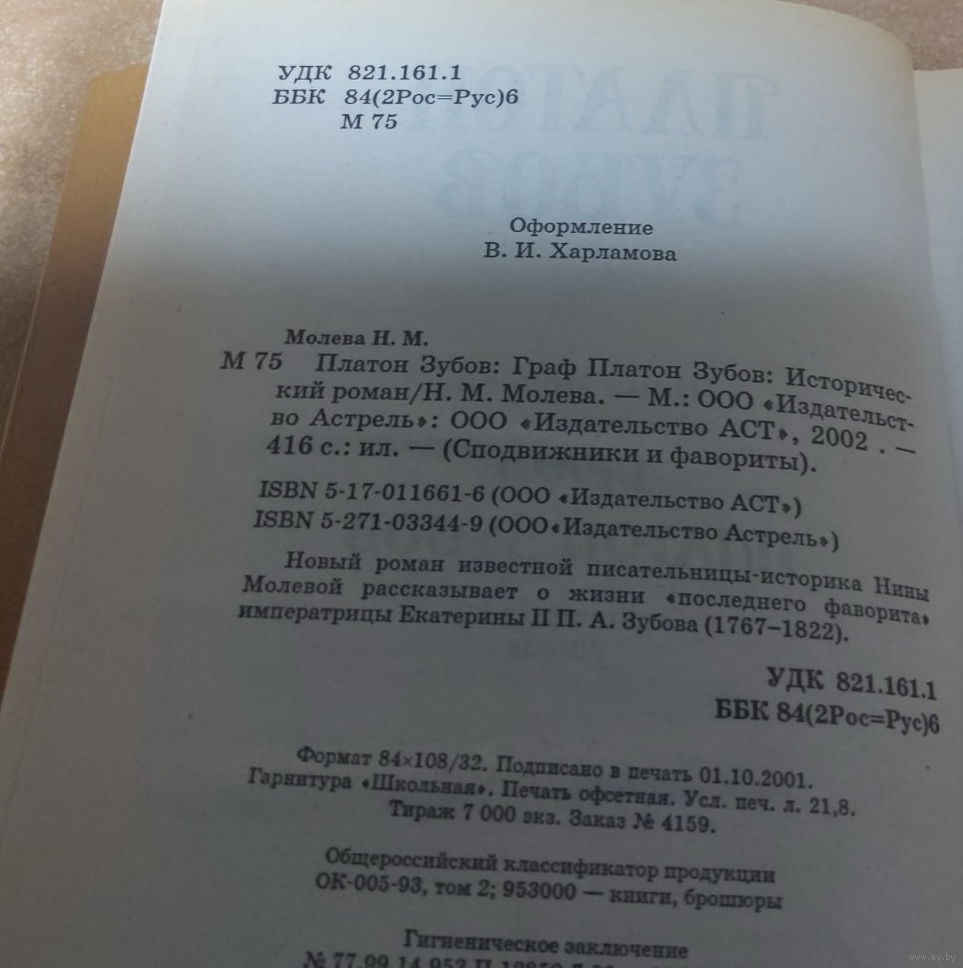 УДК 821.161.1
ББК 84(2Рос=Рус)6
М 75
Оформление
В. И. Харламова
Молева Н. М.
М 75 Платон Зубов: Граф Платон Зубов: Историчес-
кий роман/Н. М. Молева. — М.: ООО «Издательст-
во Астрель»: ООО «Издательство АСТ», 2002 . —
416 с.: ил. — (Сподвижники и фавориты).
ISBN 5-17-011661-6 (ООО «Издательство АСТ»)
ISBN 5-271-03344-9 (ООО«Издательство Астрель»)
Новый роман известной писательницы-историка Нины
Молевой рассказывает о жизни «последнего фаворита»
императрицы Екатерины II П. А. Зубова (1767–1822).
УДК 821.161.1
ББК 84(2Рос=Рус)6
Формат 84×108/32. Подписано в печать 01.10.2001.
Гарнитура «Школьная». Печать офсетная. Усл. печ. л. 21,8.
Тираж 7 000 экз. Заказ № 4159.
Общероссийский классификатор продукции
ОК-005-93, том 2; 953000 — книги, брошюры
Гигиеническое заключение
www.ay.by